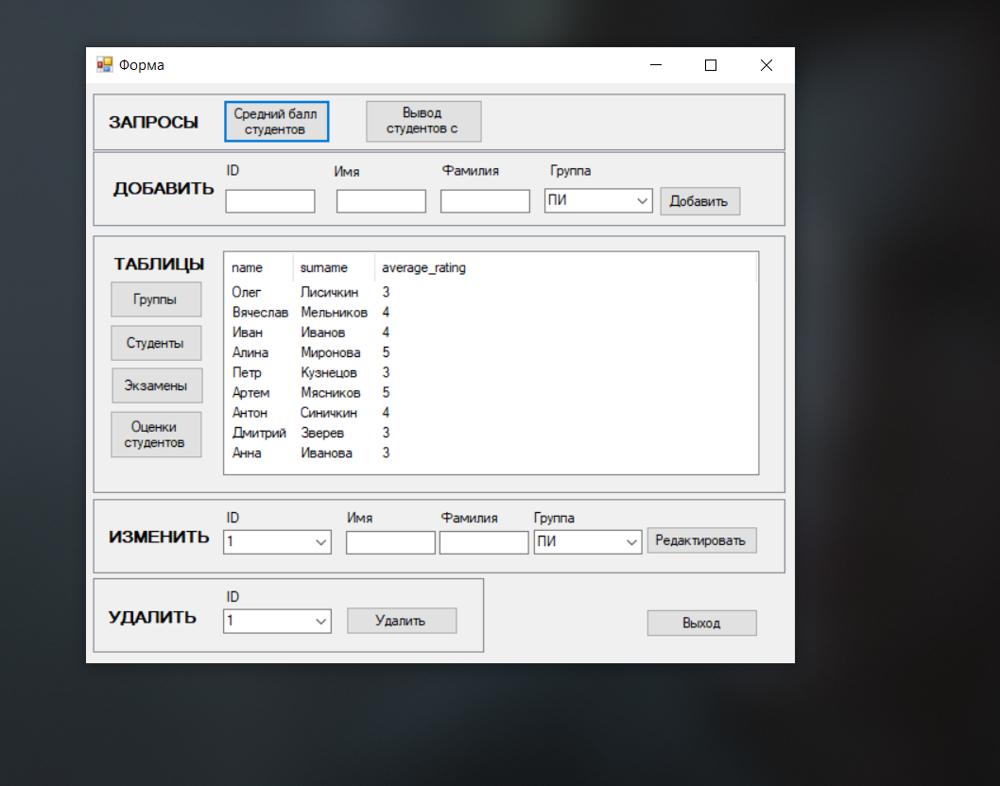 Форма
ЗАПРОСЫ
Средний балл
студентов
Вывод
студентов с
ДОБАВИТЬ
ID
Имя
Фамилия
Группа
ПИ
Добавить
ТАБЛИЦЫ
Группы
Студенты
Экзамены
Оценки
студентов
name surname average_rating
Олег Лисичкин 3
Вячеслав Мельников 4
Иван Иванов 4
Алина Миронова 5
Петр Кузнецов 3
Артем Мясников 5
Антон Синичкин 4
Дмитрий Зверев 3
Анна Иванова 3
ИЗМЕНИТЬ
ID
Имя
Фамилия
Группа
1
ПИ
Редактировать
УДАЛИТЬ
ID
1
Удалить
Выход